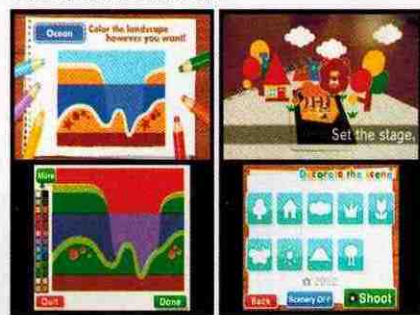 Ocean
Color the landscape
however you want!
Set the stage.
More
Quit
Done
Decorate the scene
Back
Scenery OFF
Shoot